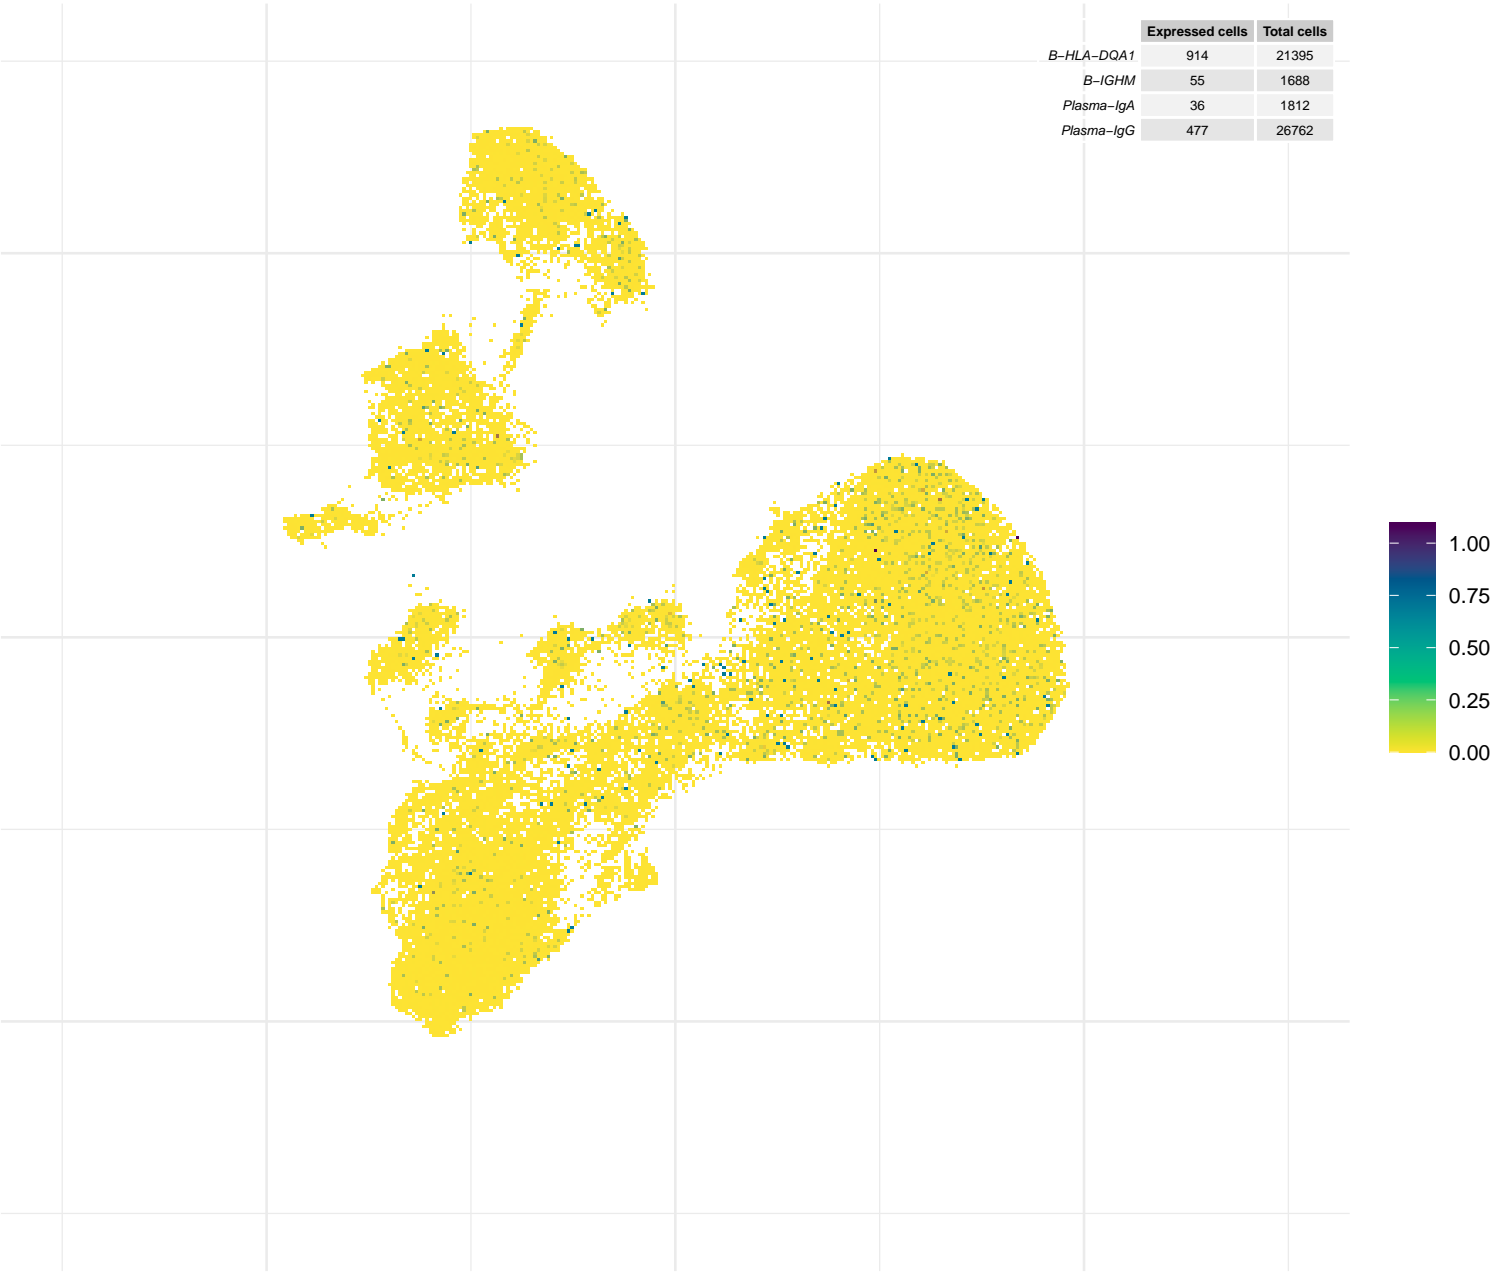 Expressed cells Total cells
B−HLA−DQA1 914 21395
B−IGHM 55 1688
Plasma−IgA 36 1812
Plasma−IgG 477 26762
1.00
0.75
0.50
0.25
0.00